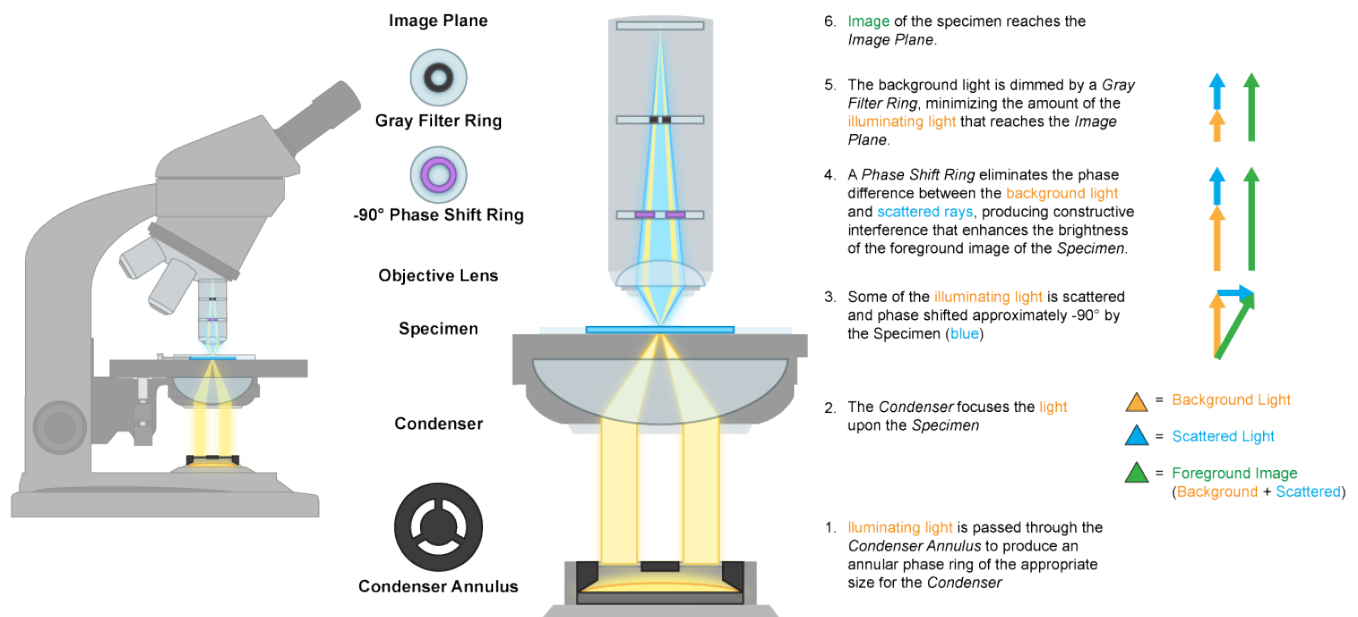 Image Plane
Gray Filter Ring
-90° Phase Shift Ring
Objective Lens
Specimen
Condenser
Condenser Annulus
6. Image of the specimen reaches the
Image Plane.
5. The background light is dimmed by a Gray
Filter Ring, minimizing the amount of the
illuminating light that reaches the Image
Plane.
4. A Phase Shift Ring eliminates the phase
difference between the background light
and scattered rays, producing constructive
interference that enhances the brightness
of the foreground image of the Specimen.
3. Some of the illuminating light is scattered
and phase shifted approximately -90° by
the Specimen (blue)
2. The Condenser focuses the light
upon the Specimen
1. Iluminating light is passed through the
Condenser Annulus to produce an
annular phase ring of the appropriate
size for the Condenser
= Background Light
= Scattered Light
= Foreground Image
(Background + Scattered)